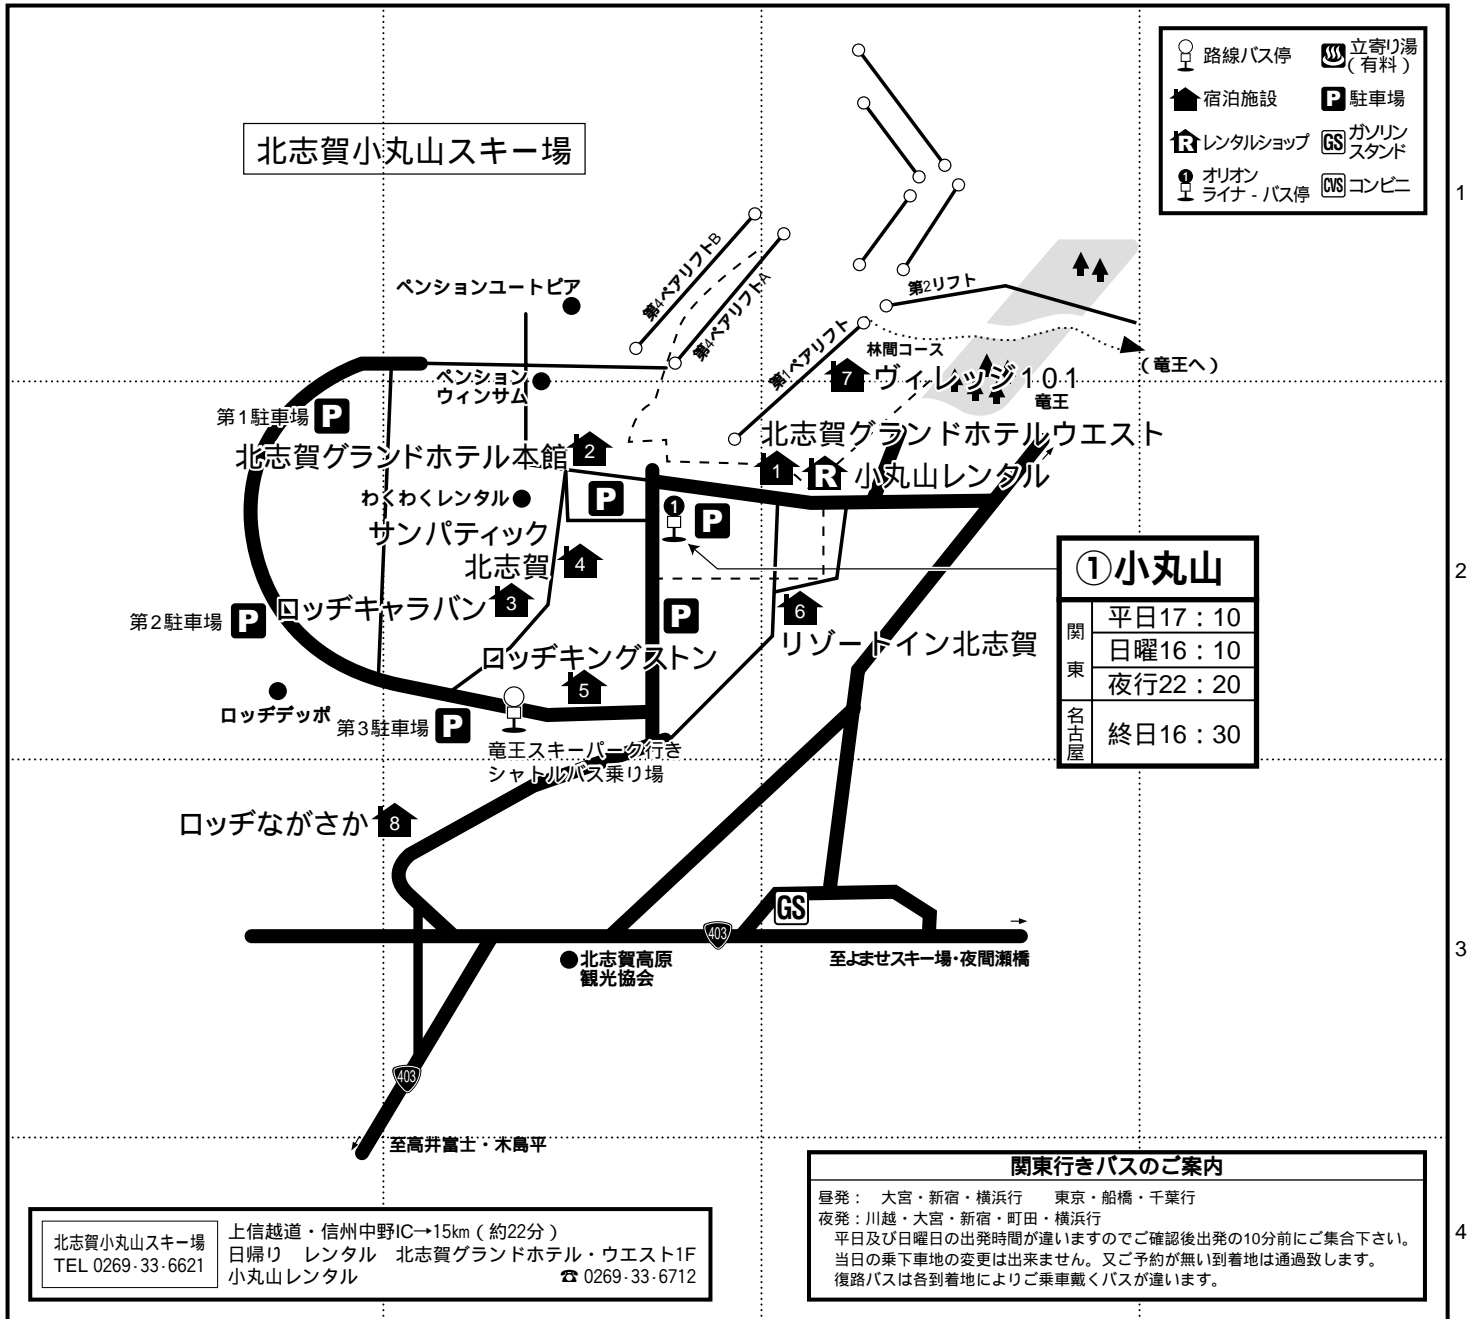 北志賀小丸山スキー場
路線バス停
立寄り湯
(有料)
宿泊施設
P 駐車場
R レンタルショップ
GS ガソリン
スタンド
1 オリオン
ライナ - バス停
CVS コンビニ
1
第4ペアリフトB
第4ペアリフトA
第2リフト
第1ペアリフト
林間コース
(竜王へ)
ペンションユートピア
ペンション
ウィンサム
7 ヴィレッジ101
竜王
第1駐車場 P
北志賀グランドホテル本館 2
北志賀グランドホテルウエスト
1 R 小丸山レンタル
わくわくレンタル
P
1 P
サンパティック
北志賀 4
ロッヂキャラバン 3
第2駐車場 P
P
6
リゾートイン北志賀
ロッヂキングストン
5
ロッヂデッポ
第3駐車場 P
竜王スキーパーク行き
シャトルバス乗り場
①小丸山
関東
平日17:10
日曜16:10
夜行22:20
名古屋
終日16:30
2
ロッヂながさか 8
GS
403
北志賀高原
観光協会
至よませスキー場・夜間瀬橋
403
至高井富士・木島平
3
関東行きバスのご案内
昼発: 大宮・新宿・横浜行 東京・船橋・千葉行
夜発:川越・大宮・新宿・町田・横浜行
平日及び日曜日の出発時間が違いますのでご確認後出発の10分前にご集合下さい。
当日の乗下車地の変更は出来ません。又ご予約が無い到着地は通過致します。
復路バスは各到着地によりご乗車戴くバスが違います。
北志賀小丸山スキー場
TEL 0269-33-6621
上信越道・信州中野IC→15km(約22分)
日帰り レンタル 北志賀グランドホテル・ウエスト1F
小丸山レンタル ☎ 0269-33-6712
4